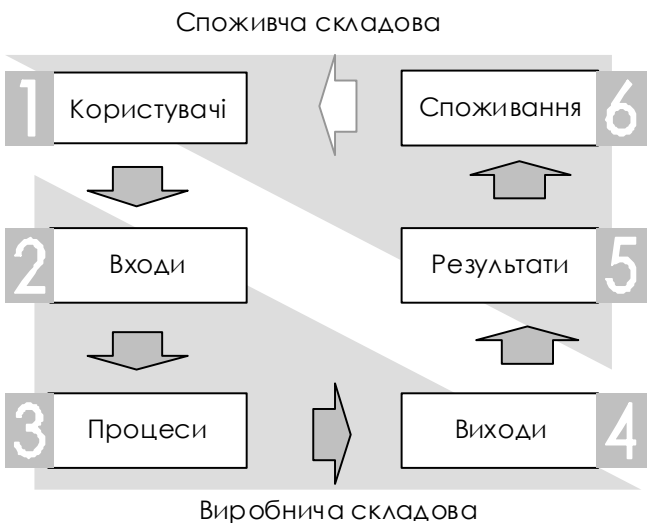 Споживча складова
1 Користувачі
Споживання 6
2 Входи
Результати 5
3 Процеси
Виходи 4
Виробнича складова